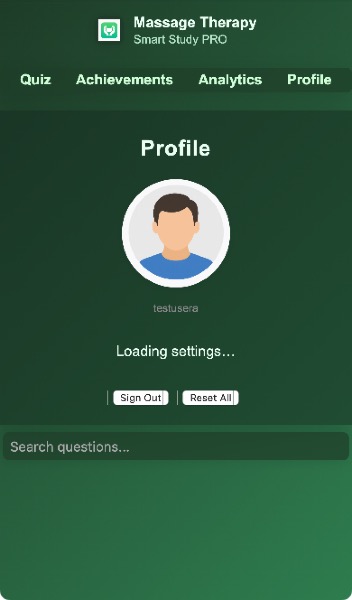 Massage Therapy
Smart Study PRO
Quiz Achievements Analytics Profile
Profile
testusera
Loading settings...
Sign Out Reset All
Search questions...